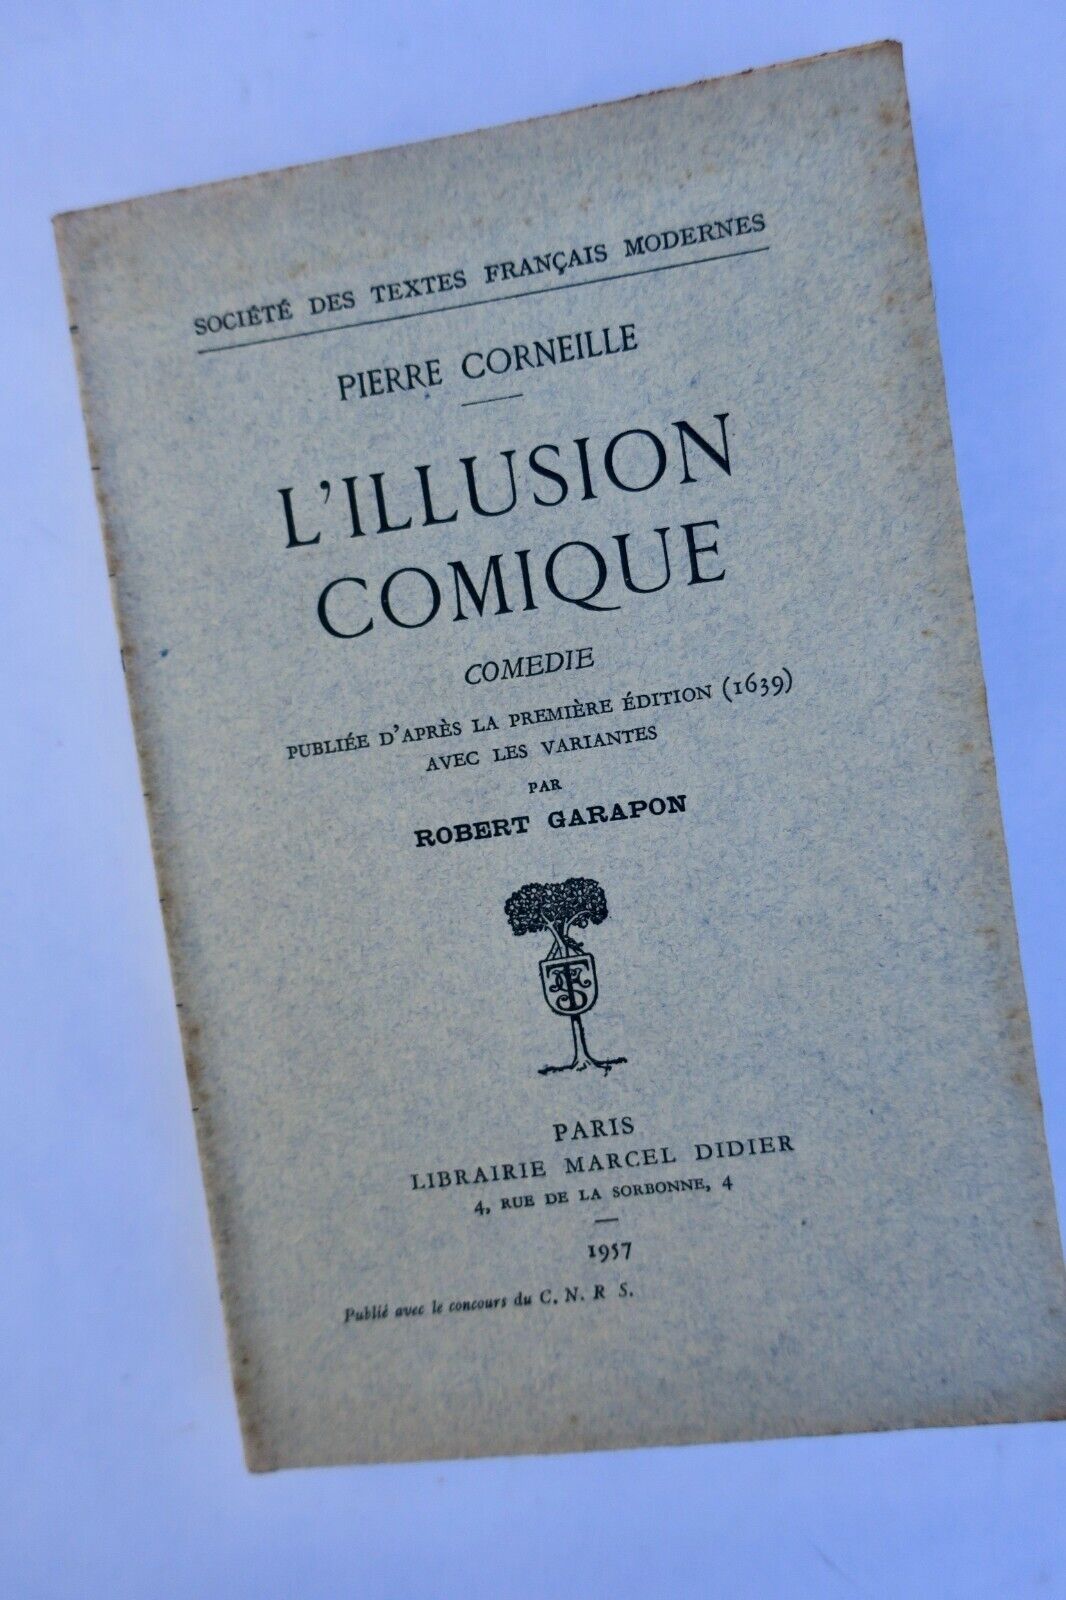 SOCIÉTÉ DES TEXTES FRANÇAIS MODERNES
PIERRE CORNEILLE
L'ILLUSION
COMIQUE
COMEDIE
PUBLIÉE D'APRÈS LA PREMIÈRE ÉDITION (1639)
AVEC LES VARIANTES
PAR
ROBERT GARAPON
PARIS
LIBRAIRIE MARCEL DIDIER
4, RUE DE LA SORBONNE, 4
1957
Publié avec le concours du C. N. R S.